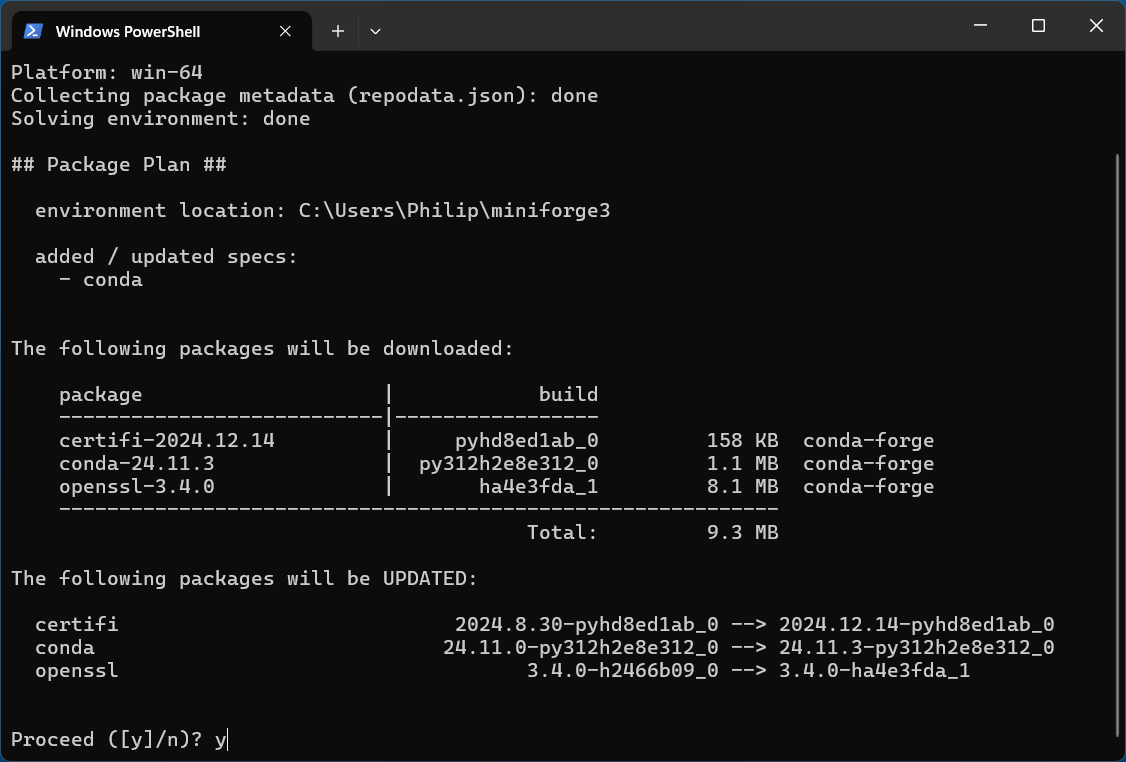 Windows PowerShell
Platform: win-64
Collecting package metadata (repodata.json): done
Solving environment: done
## Package Plan ##
environment location: C:\Users\Philip\miniforge3
added / updated specs:
- conda
The following packages will be downloaded:
package | build
---------------------------|-----------------
certifi-2024.12.14 | pyhd8ed1ab_0 158 KB conda-forge
conda-24.11.3 | py312h2e8e312_0 1.1 MB conda-forge
openssl-3.4.0 | ha4e3fda_1 8.1 MB conda-forge
------------------------------------------------------------
Total: 9.3 MB
The following packages will be UPDATED:
certifi 2024.8.30-pyhd8ed1ab_0 --> 2024.12.14-pyhd8ed1ab_0
conda 24.11.0-py312h2e8e312_0 --> 24.11.3-py312h2e8e312_0
openssl 3.4.0-h2466b09_0 --> 3.4.0-ha4e3fda_1
Proceed ([y]/n)? y